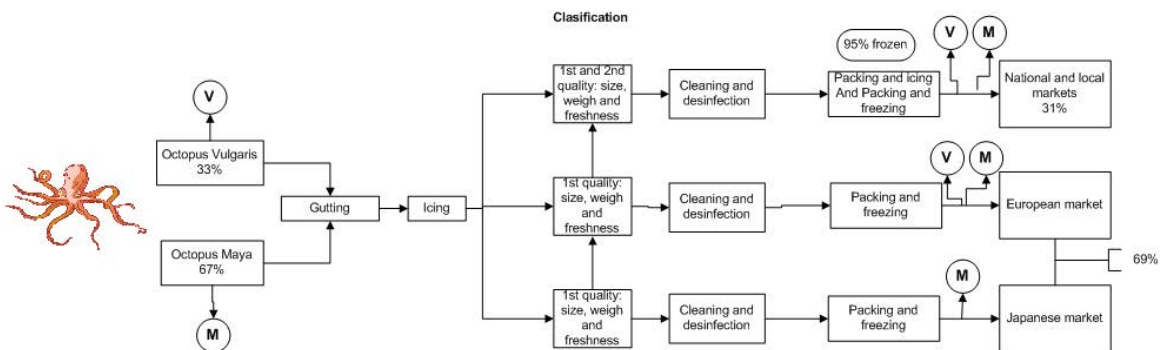 Clasification
95% frozen
V
M
1st and 2nd
quality: size,
weigh and
freshness
Cleaning and
desinfection
Packing and icing
And Packing and
freezing
National and local
markets
31%
V
Octopus Vulgaris
33%
Gutting
Icing
1st quality:
size, weigh
and
freshness
Cleaning and
desinfection
Packing and
freezing
V
M
European market
Octopus Maya
67%
M
69%
1st quality:
size, weigh
and
freshness
Cleaning and
desinfection
Packing and
freezing
M
Japanese market